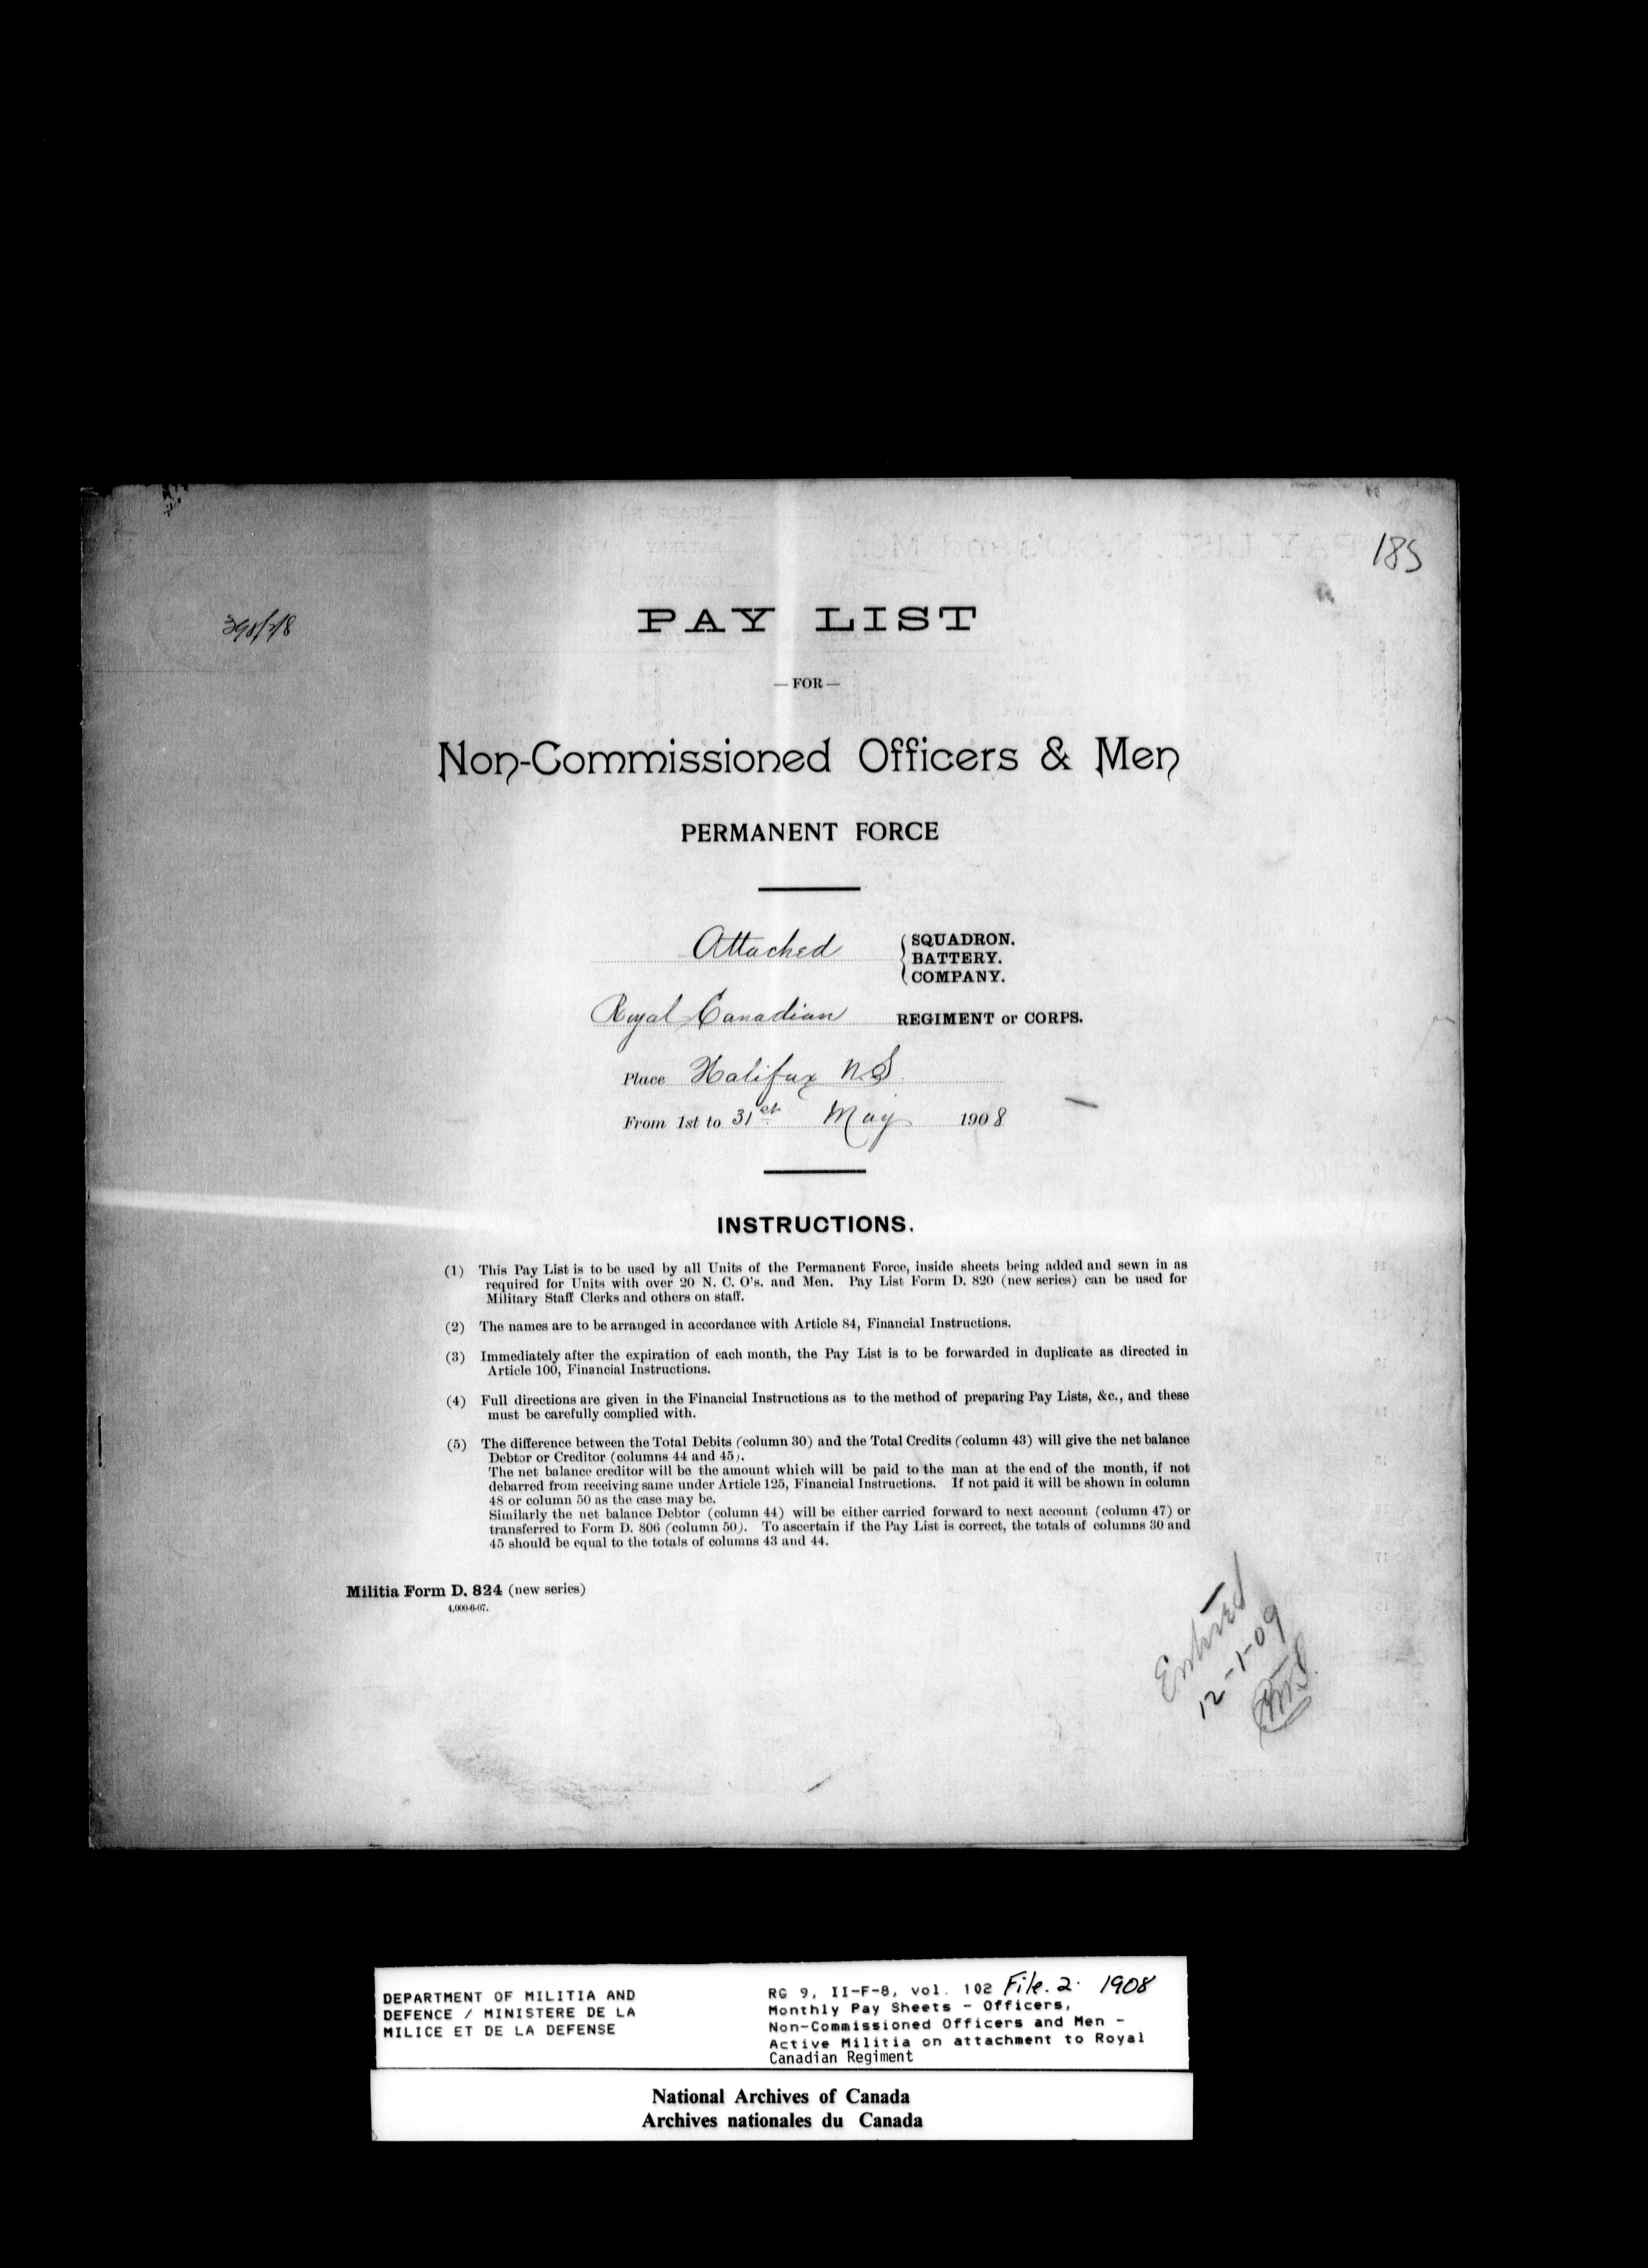 185
PAY LIST
— FOR —
Non-Commissioned Officers & Men
PERMANENT FORCE
Attached { SQUADRON.
BATTERY.
COMPANY.
Royal Canadian REGIMENT or CORPS.
Place Halifax N.S.
From 1st to 31st May 1908
INSTRUCTIONS.
(1) This Pay List is to be used by all Units of the Permanent Force, inside sheets being added and sewn in as
required for Units with over 20 N. C. O's. and Men. Pay List Form D. 820 (new series) can be used for
Military Staff Clerks and others on staff.
(2) The names are to be arranged in accordance with Article 84, Financial Instructions.
(3) Immediately after the expiration of each month, the Pay List is to be forwarded in duplicate as directed in
Article 100, Financial Instructions.
(4) Full directions are given in the Financial Instructions as to the method of preparing Pay Lists, &c., and these
must be carefully complied with.
(5) The difference between the Total Debits (column 30) and the Total Credits (column 43) will give the net balance
Debtor or Creditor (columns 44 and 45).
The net balance creditor will be the amount which will be paid to the man at the end of the month, if not
debarred from receiving same under Article 125, Financial Instructions. If not paid it will be shown in column
48 or column 50 as the case may be.
Similarly the net balance Debtor (column 44) will be either carried forward to next account (column 47) or
transferred to Form D. 806 (column 50). To ascertain if the Pay List is correct, the totals of columns 30 and
45 should be equal to the totals of columns 43 and 44.
Militia Form D. 824 (new series)
4,000-6-07.
Entered
12-1-09
DEPARTMENT OF MILITIA AND
DEFENCE / MINISTERE DE LA
MILICE ET DE LA DEFENSE
RG 9, II-F-8, vol. 102 File. 2. 1908
Monthly Pay Sheets - Officers,
Non-Commissioned Officers and Men -
Active Militia on attachment to Royal
Canadian Regiment
National Archives of Canada
Archives nationales du Canada